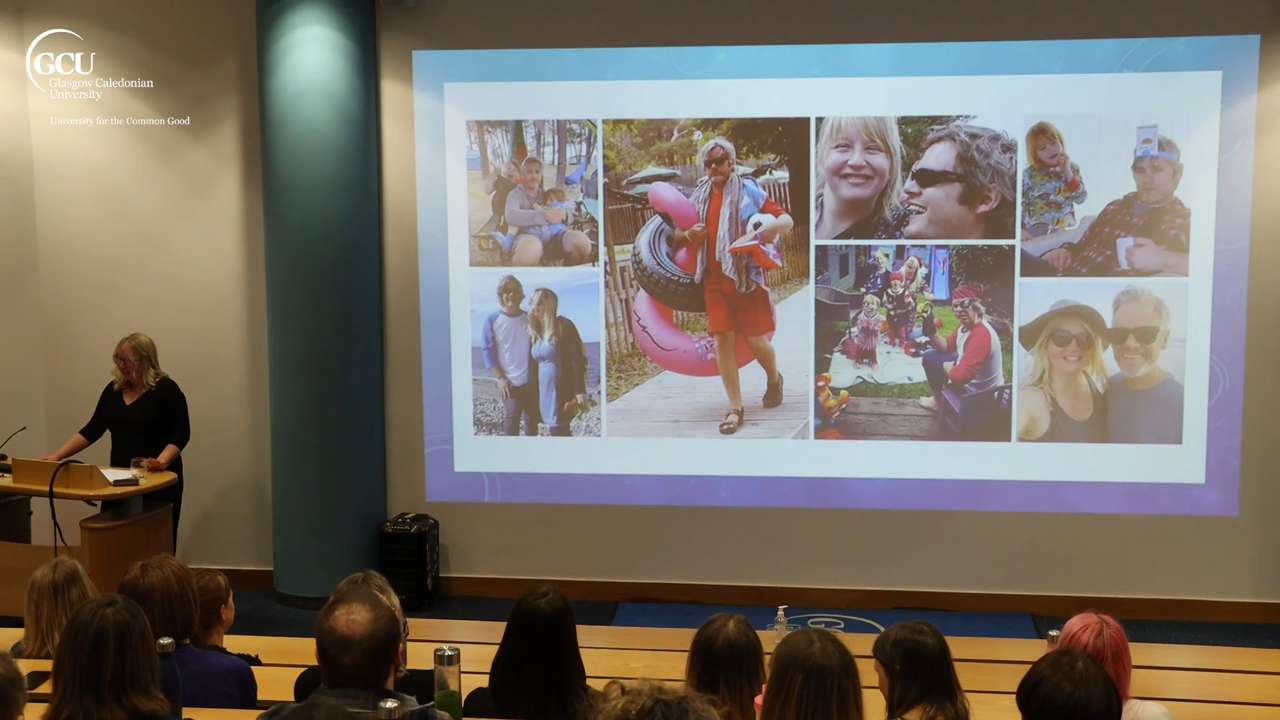 GCU
Glasgow Caledonian
University
University for the Common Good